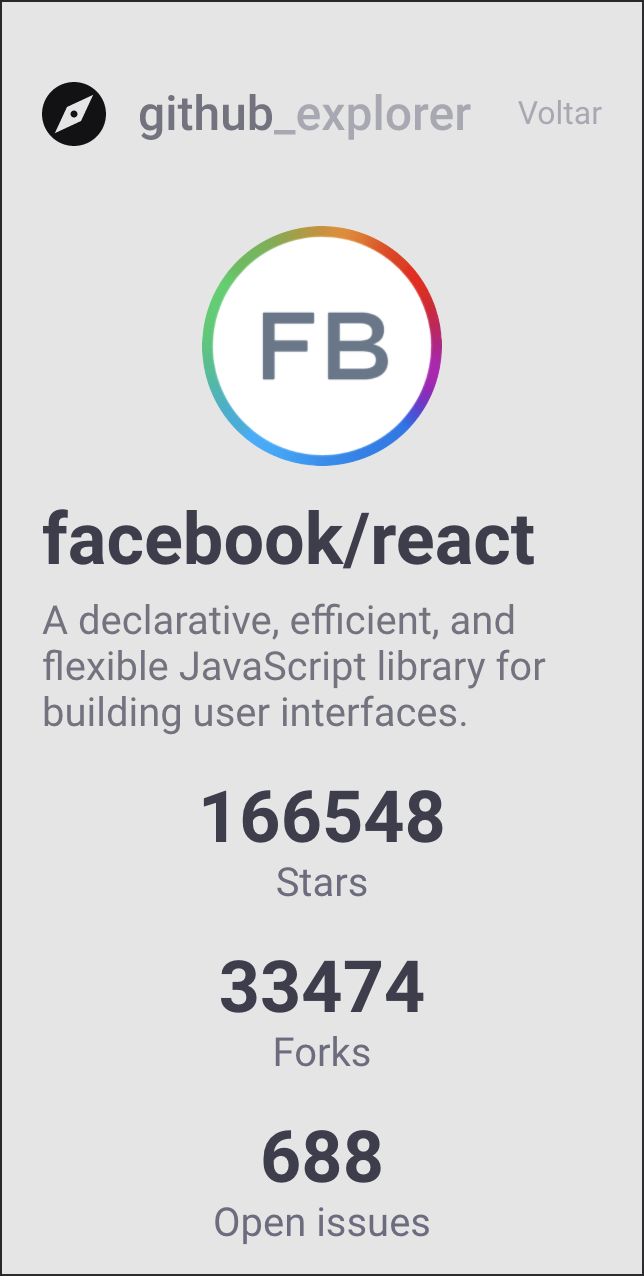 github_explorer Voltar
FB
facebook/react
A declarative, efficient, and
flexible JavaScript library for
building user interfaces.
166548
Stars
33474
Forks
688
Open issues